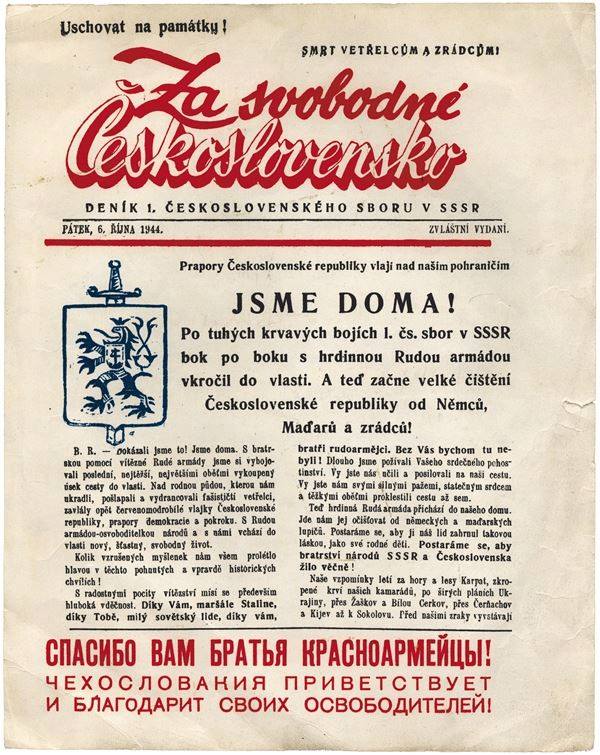 Uschovat na památky!
SMRT VETŘELCŮM A ZRÁDCŮM!
Za svobodné
Československo
DENÍK 1. ČESKOSLOVENSKÉHO SBORU V SSSR
PÁTEK, 6. ŘÍJNA 1944.
ZVLÁŠTNÍ VYDANÍ.
Prapory Československé republiky vlají nad naším pohraničím
JSME DOMA!
Po tuhých krvavých bojích 1. čs. sbor v SSSR
bok po boku s hrdinnou Rudou armádou
vkročil do vlasti. A teď začne velké čištění
Československé republiky od Němců,
Maďarů a zrádců!
B. R. — Dokázali jsme to! Jsme doma. S bratr-
skou pomocí vítězné Rudé armády jsme si vybojo-
vali poslední, nejtěžší, největšími oběťmi vykoupený
úsek cesty do vlasti. Nad rodnou půdou, kterou nám
ukradli, pošlapali a vydrancovali fašističtí vetřelci,
zavlály opět červenomodrobílé vlajky Československé
republiky, prapory demokracie a pokroku. S Rudou
armádou-osvoboditelkou národů a s námi vchází do
vlasti nový, šťastný, svobodný život.
Kolik vzrušených myšlenek nám všem prolétlo
hlavou v těchto pohnutých a vpravdě historických
chvílích!
S radostnými pocity vítězství mísí se především
hluboká vděčnost. Díky Vám, maršále Staline,
díky Tobě, milý sovětský lide, díky vám,
bratři rudoarmějci. Bez Vás bychom tu ne-
byli! Dlouho jsme požívali Vašeho srdečného pohos-
tinství. Vy jste nás učili a posilovali na naší cestu.
Vy jste nám svými silnými pažemi, statečným srdcem
a těžkými oběťmi proklestili cestu až sem.
Teď hrdinná Rudá armáda přichází do našeho domu.
Jde nám jej očišťovat od německých a maďarských
lupičů. Postaráme se, aby ji náš lid zahrnul takovou
láskou, jako své rodné děti. Postaráme se, aby
bratrství národů SSSR a Československa
žilo věčně!
Naše vzpomínky letí za hory a lesy Karpat, zkro-
pené krví našich kamarádů, po širých pláních Uk-
rajiny, přes Žaškov a Bílou Cerkov, přes Čerňachov
a Kijev až k Sokolovu. Před našimi zraky vyvstávají
СПАСИБО ВАМ БРАТЬЯ КРАСНОАРМЕЙЦЫ!
ЧЕХОСЛОВАКИЯ ПРИВЕТСТВУЕТ
И БЛАГОДАРИТ СВОИХ ОСВОБОДИТЕЛЕЙ!